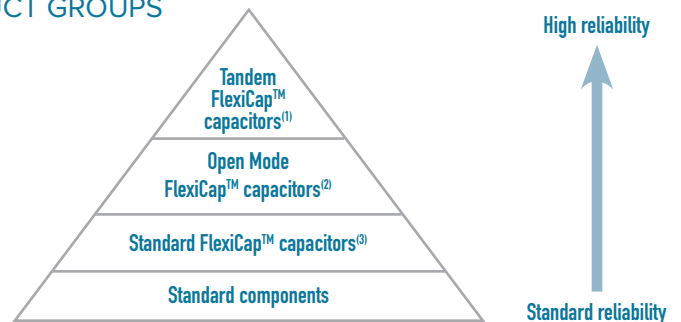 UCT GROUPS
High reliability
Tandem
FlexiCap™
capacitors(1)
Open Mode
FlexiCap™ capacitors(2)
Standard FlexiCap™ capacitors(3)
Standard components
Standard reliability